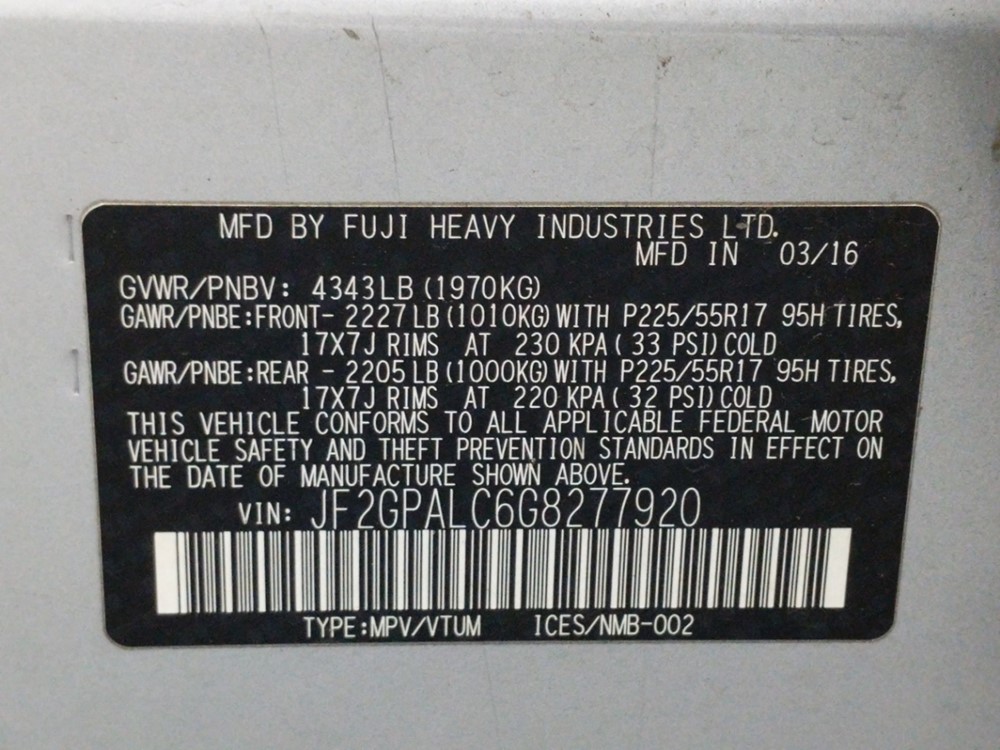 MFD BY FUJI HEAVY INDUSTRIES LTD.
MFD IN 03/16
GVWR/PNBV: 4343LB (1970KG)
GAWR/PNBE:FRONT- 2227LB (1010KG) WITH P225/55R17 95H TIRES,
17X7J RIMS AT 230 KPA( 33 PSI) COLD
GAWR/PNBE:REAR - 2205LB (1000KG) WITH P225/55R17 95H TIRES,
17X7J RIMS AT 220 KPA( 32 PSI) COLD
THIS VEHICLE CONFORMS TO ALL APPLICABLE FEDERAL MOTOR
VEHICLE SAFETY AND THEFT PREVENTION STANDARDS IN EFFECT ON
THE DATE OF MANUFACTURE SHOWN ABOVE.
VIN: JF2GPALC6G8277920
TYPE:MPV/VTUM ICES/NMB-002